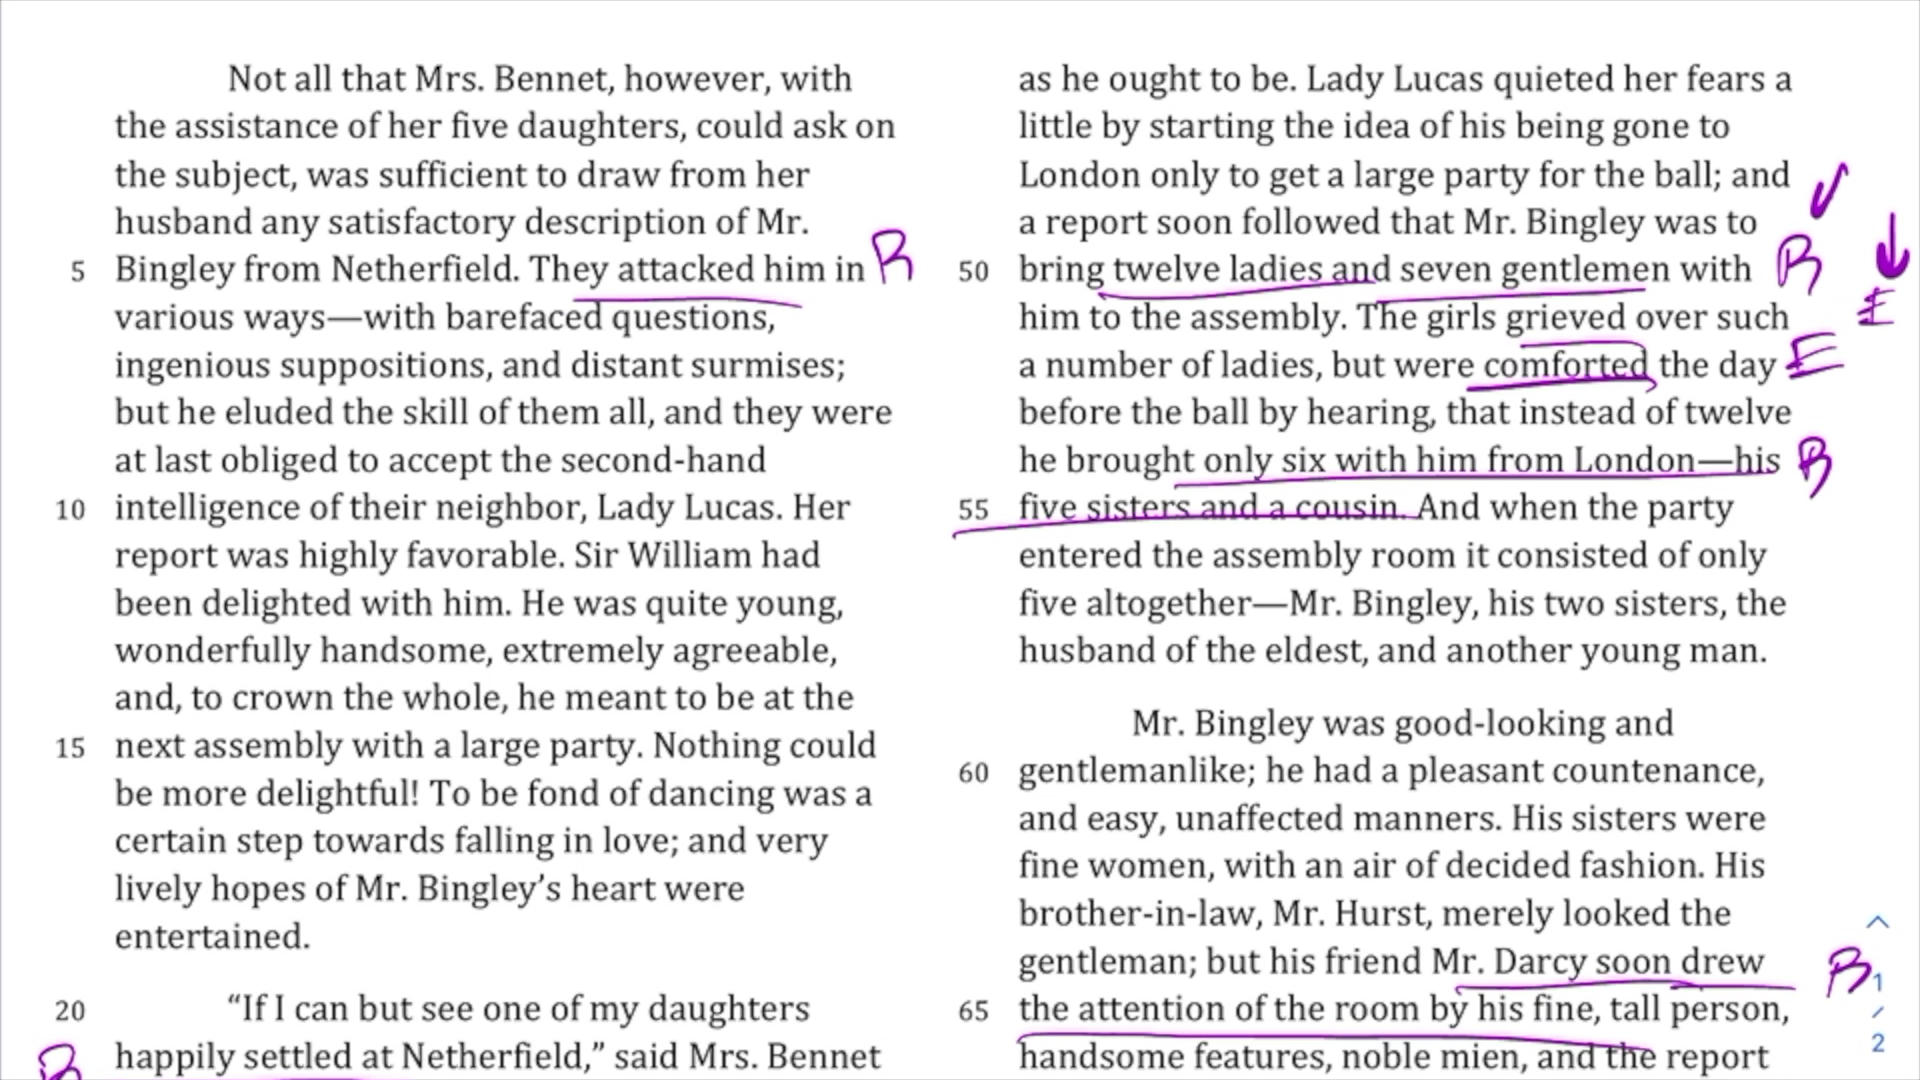 Not all that Mrs. Bennet, however, with
the assistance of her five daughters, could ask on
the subject, was sufficient to draw from her
husband any satisfactory description of Mr.
5 Bingley from Netherfield. They attacked him in B
various ways—with barefaced questions,
ingenious suppositions, and distant surmises;
but he eluded the skill of them all, and they were
at last obliged to accept the second-hand
10 intelligence of their neighbor, Lady Lucas. Her
report was highly favorable. Sir William had
been delighted with him. He was quite young,
wonderfully handsome, extremely agreeable,
and, to crown the whole, he meant to be at the
15 next assembly with a large party. Nothing could
be more delightful! To be fond of dancing was a
certain step towards falling in love; and very
lively hopes of Mr. Bingley’s heart were
entertained.
20 “If I can but see one of my daughters
B happily settled at Netherfield,” said Mrs. Bennet
as he ought to be. Lady Lucas quieted her fears a
little by starting the idea of his being gone to
London only to get a large party for the ball; and
a report soon followed that Mr. Bingley was to
50 bring twelve ladies and seven gentlemen with B
him to the assembly. The girls grieved over such E
a number of ladies, but were comforted the day E
before the ball by hearing, that instead of twelve
he brought only six with him from London—his B
55 five sisters and a cousin. And when the party
entered the assembly room it consisted of only
five altogether—Mr. Bingley, his two sisters, the
husband of the eldest, and another young man.
Mr. Bingley was good-looking and
60 gentlemanlike; he had a pleasant countenance,
and easy, unaffected manners. His sisters were
fine women, with an air of decided fashion. His
brother-in-law, Mr. Hurst, merely looked the
gentleman; but his friend Mr. Darcy soon drew B
65 the attention of the room by his fine, tall person,
handsome features, noble mien, and the report
1
/
2